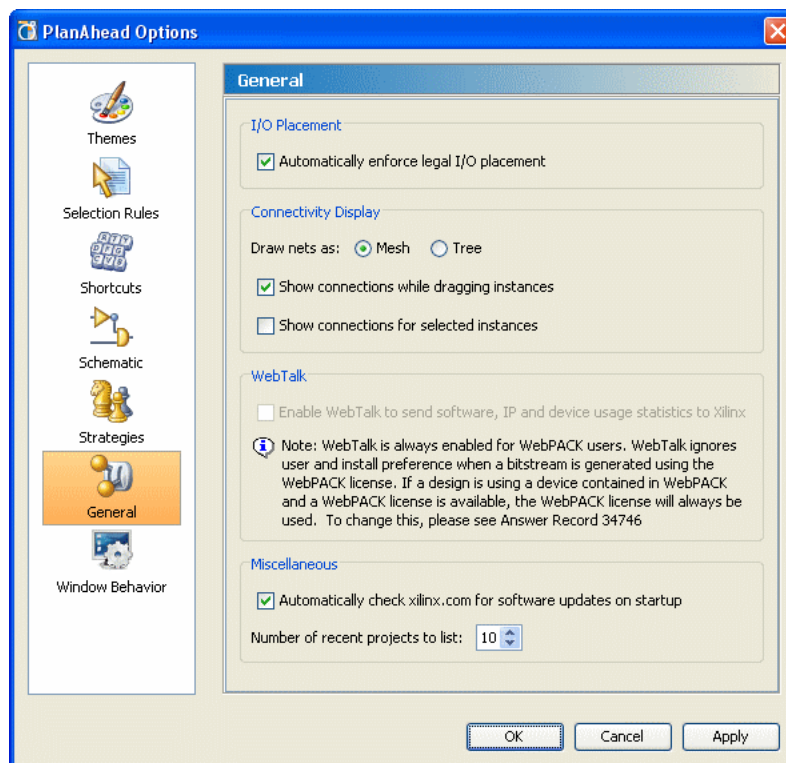 PlanAhead Options
Themes
Selection Rules
Shortcuts
Schematic
Strategies
General
Window Behavior
General
I/O Placement
Automatically enforce legal I/O placement
Connectivity Display
Draw nets as: Mesh Tree
Show connections while dragging instances
Show connections for selected instances
WebTalk
Enable WebTalk to send software, IP and device usage statistics to Xilinx
Note: WebTalk is always enabled for WebPACK users. WebTalk ignores
user and install preference when a bitstream is generated using the
WebPACK license. If a design is using a device contained in WebPACK
and a WebPACK license is available, the WebPACK license will always be
used. To change this, please see Answer Record 34746
Miscellaneous
Automatically check xilinx.com for software updates on startup
Number of recent projects to list: 10
OK Cancel Apply